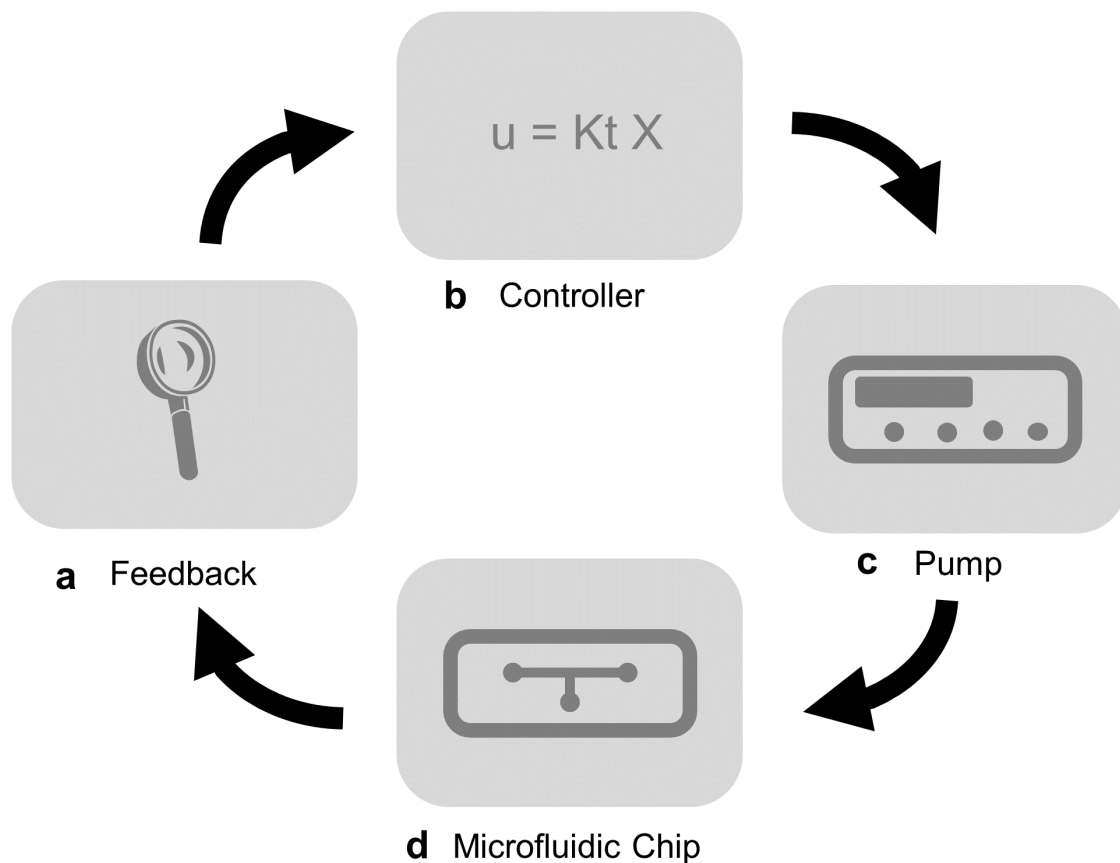 u = Kt X
b Controller
a Feedback
c Pump
d Microfluidic Chip